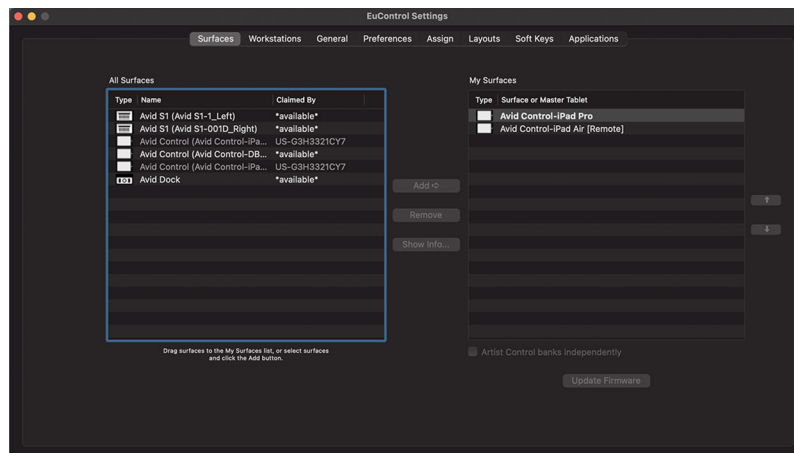 EuControl Settings
Surfaces Workstations General Preferences Assign Layouts Soft Keys Applications
All Surfaces
Type Name Claimed By
Avid S1 (Avid S1-1_Left) *available*
Avid S1 (Avid S1-001D_Right) *available*
Avid Control (Avid Control-iPa... US-G3H3321CY7
Avid Control (Avid Control-DB... *available*
Avid Control (Avid Control-iPa... US-G3H3321CY7
Avid Dock *available*
Drag surfaces to the My Surfaces list, or select surfaces
and click the Add button.
Add
Remove
Show Info...
My Surfaces
Type Surface or Master Tablet
Avid Control-iPad Pro
Avid Control-iPad Air [Remote]
Artist Control banks independently
Update Firmware